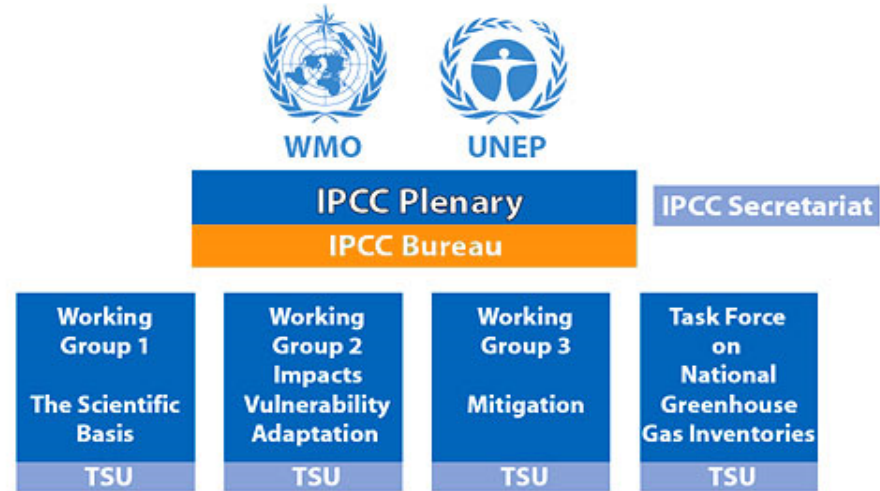 WMO
UNEP
IPCC Plenary
IPCC Secretariat
IPCC Bureau
Working
Group 1
The Scientific
Basis
TSU
Working
Group 2
Impacts
Vulnerability
Adaptation
TSU
Working
Group 3
Mitigation
TSU
Task Force
on
National
Greenhouse
Gas Inventories
TSU